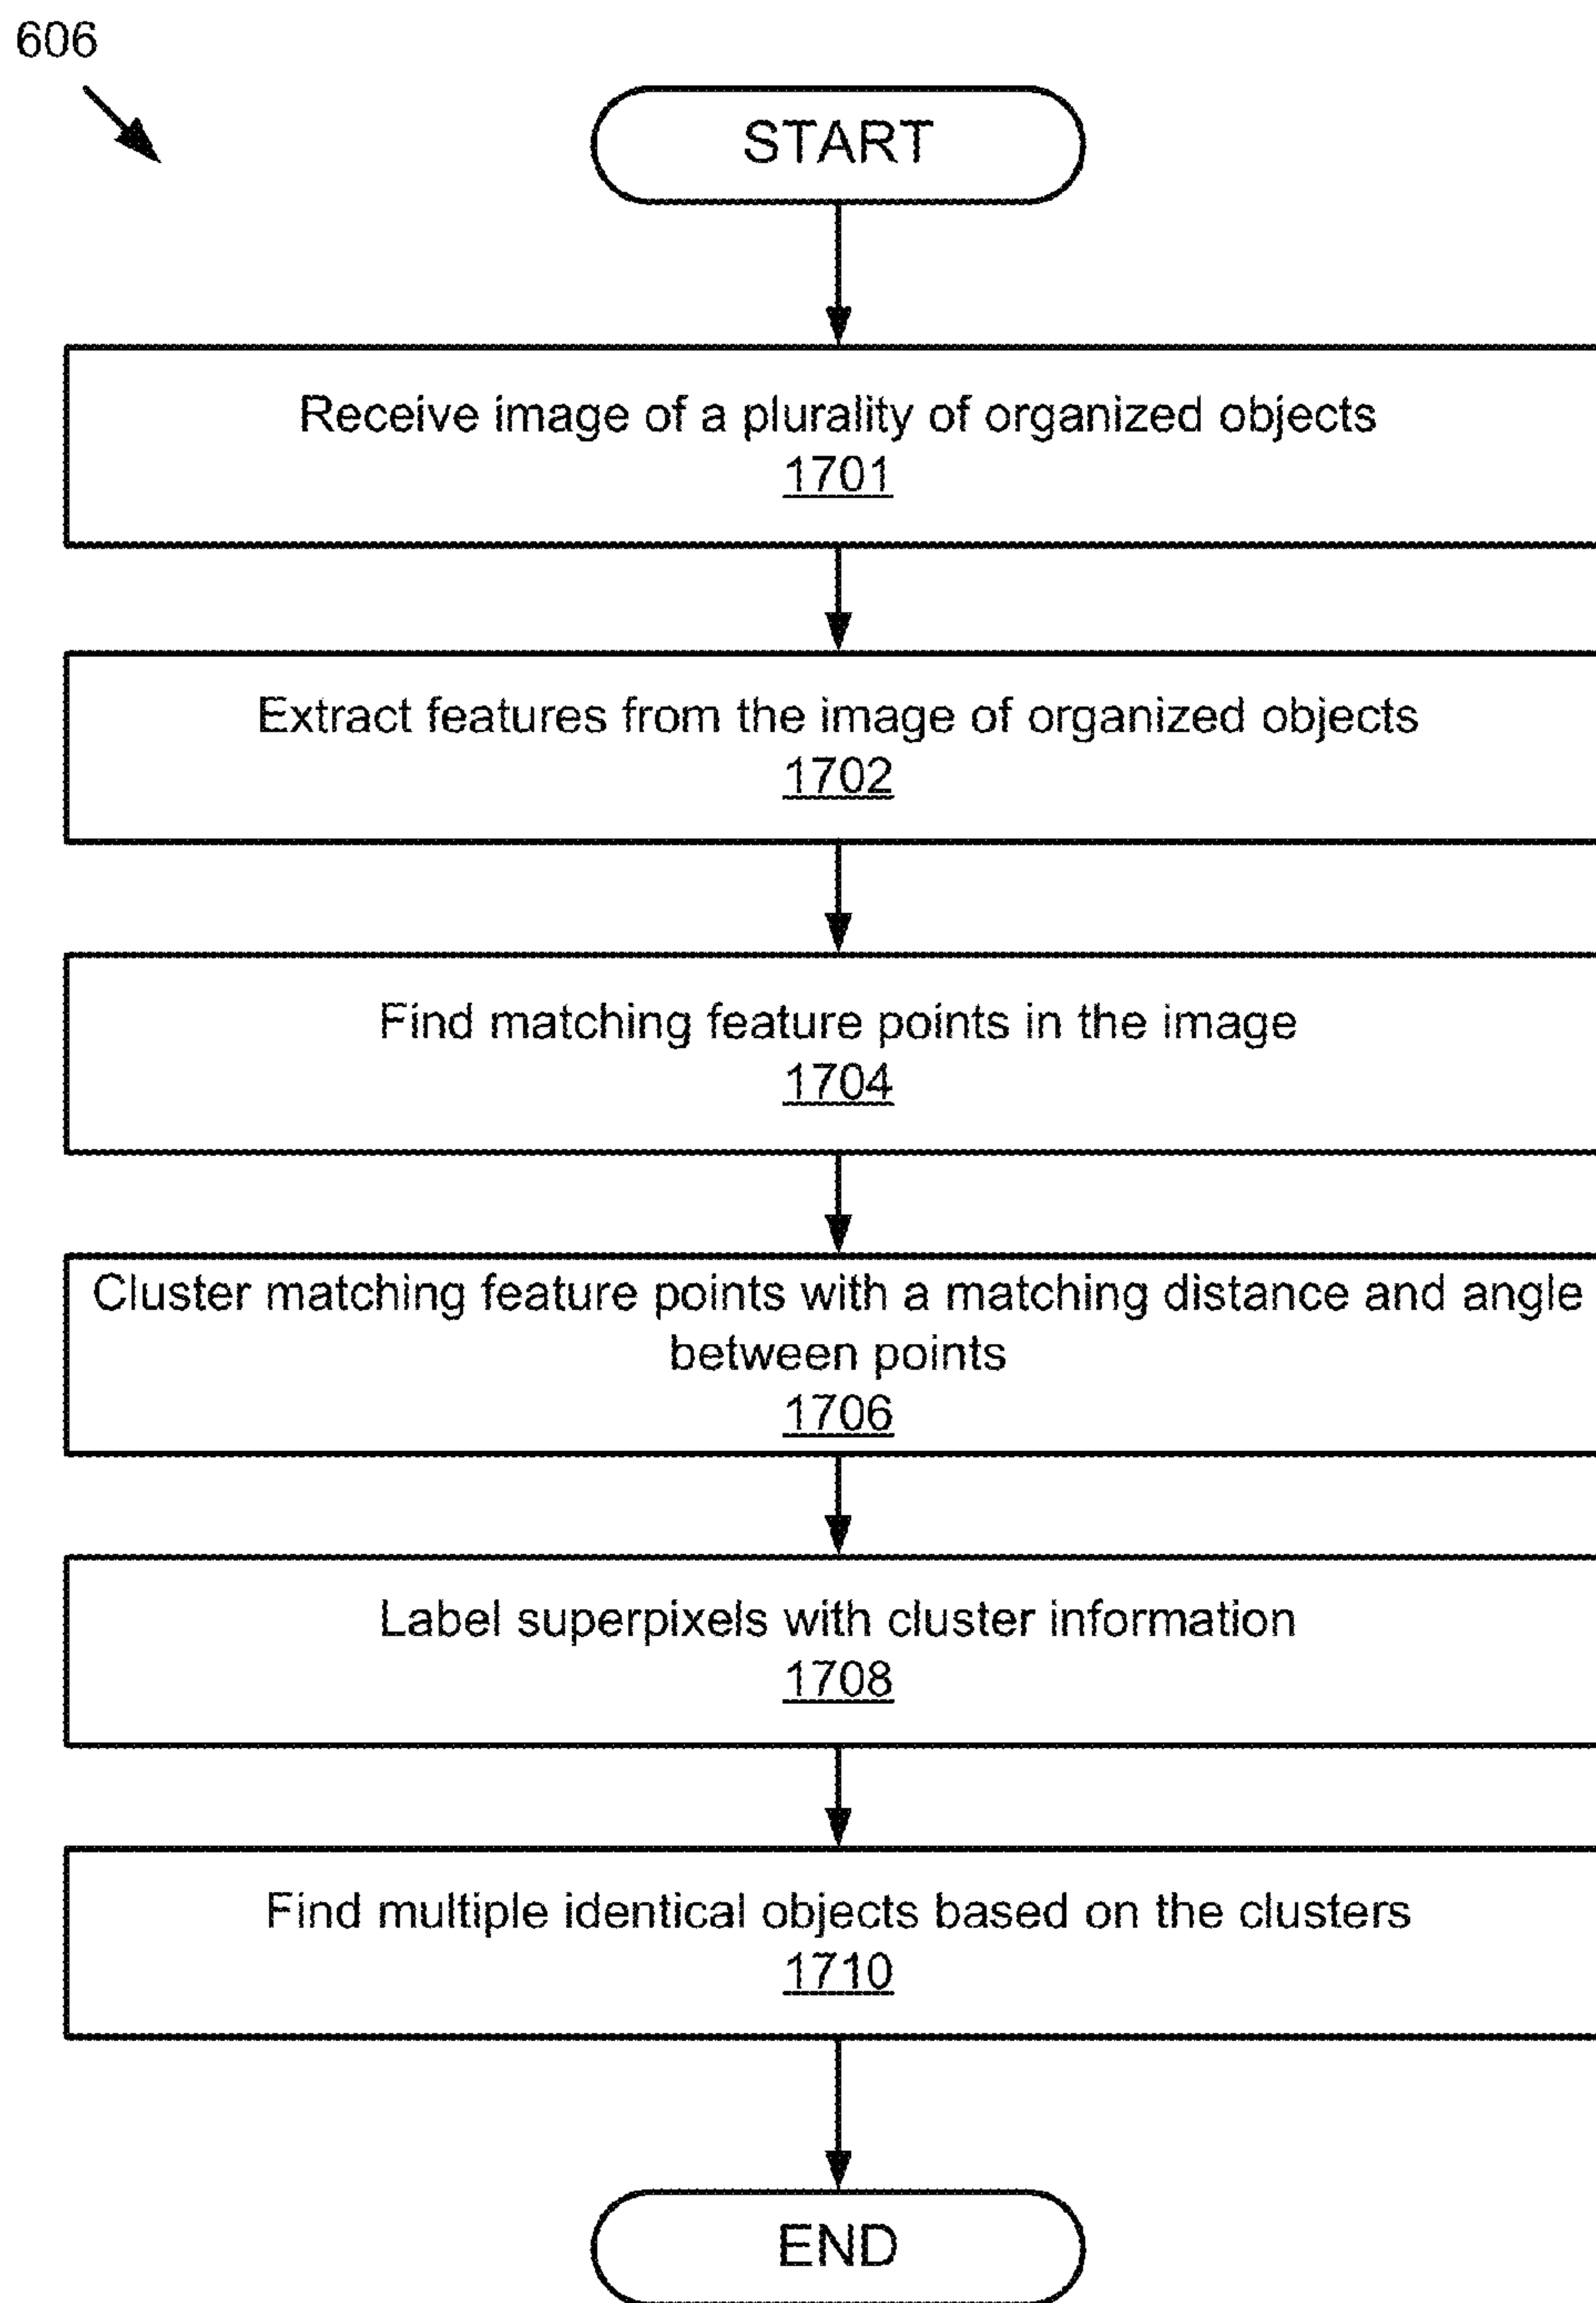 606
START
Receive image of a plurality of organized objects
1701
Extract features from the image of organized objects
1702
Find matching feature points in the image
1704
Cluster matching feature points with a matching distance and angle
between points
1706
Label superpixels with cluster information
1708
Find multiple identical objects based on the clusters
1710
END